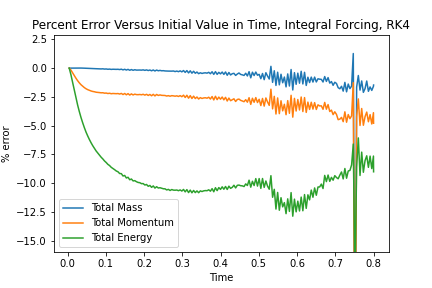 Percent Error Versus Initial Value in Time, Integral Forcing, RK4
2.5
0.0
−2.5
−5.0
−7.5
−10.0
−12.5
−15.0
% error
Total Mass
Total Momentum
Total Energy
0.0 0.1 0.2 0.3 0.4 0.5 0.6 0.7 0.8
Time